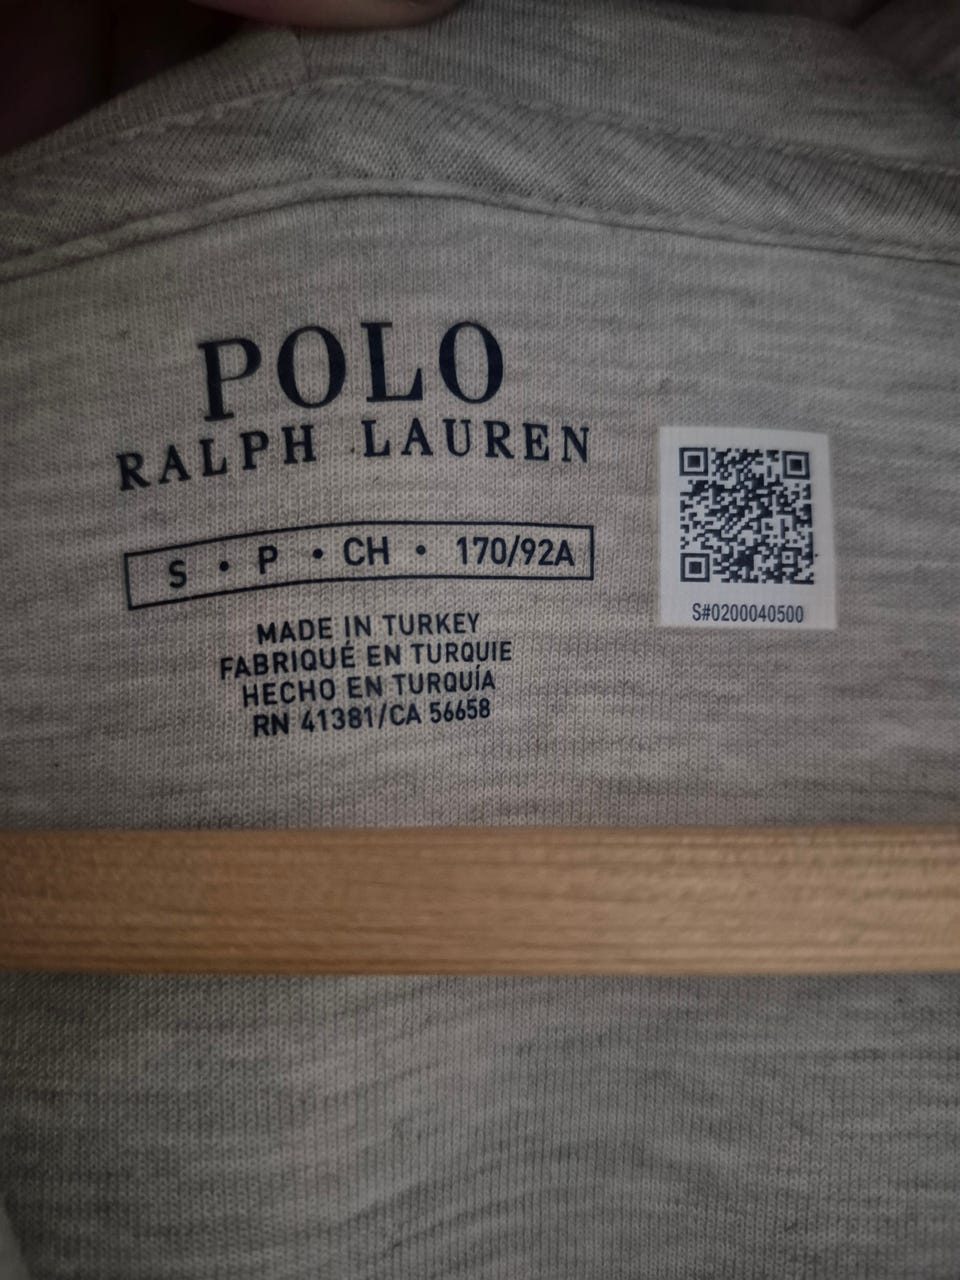 POLO
RALPH LAUREN
S • P • CH • 170/92A
MADE IN TURKEY
FABRIQUÉ EN TURQUIE
HECHO EN TURQUÍA
RN 41381/CA 56658
S#0200040500